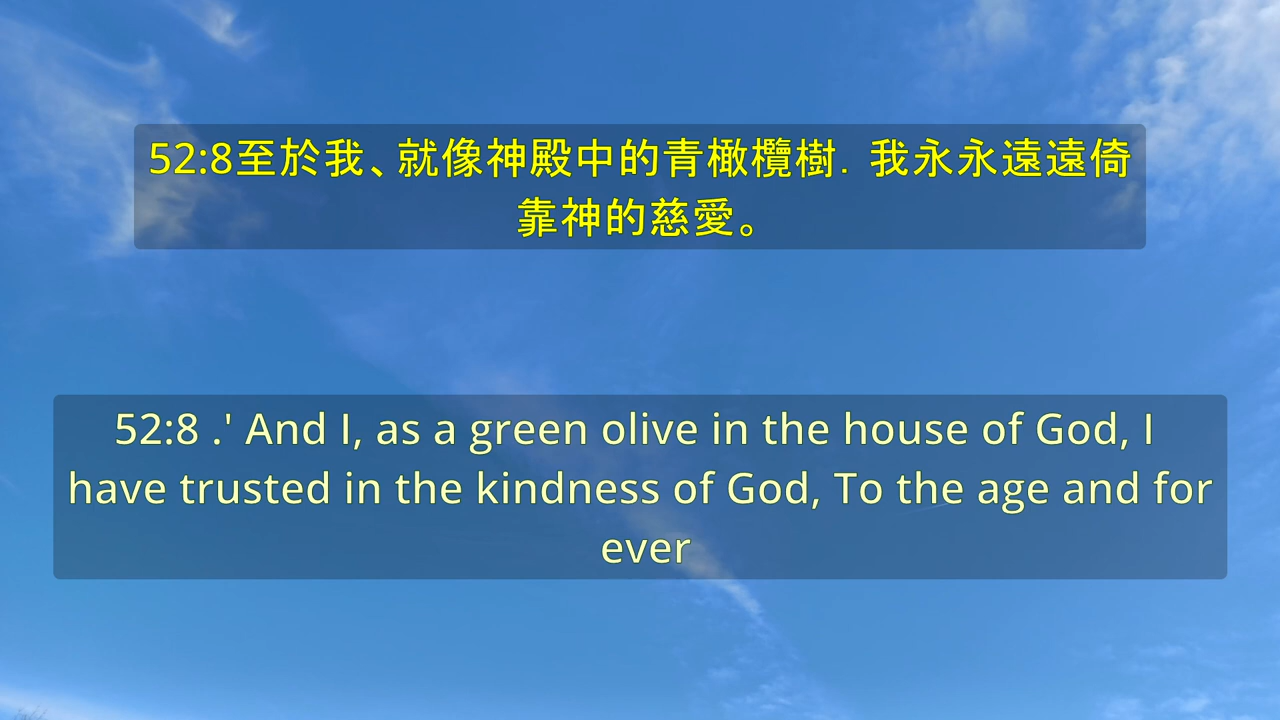 52:8至於我、就像神殿中的青橄欖樹．我永永遠遠倚
靠神的慈愛。
52:8 .' And I, as a green olive in the house of God, I
have trusted in the kindness of God, To the age and for
ever